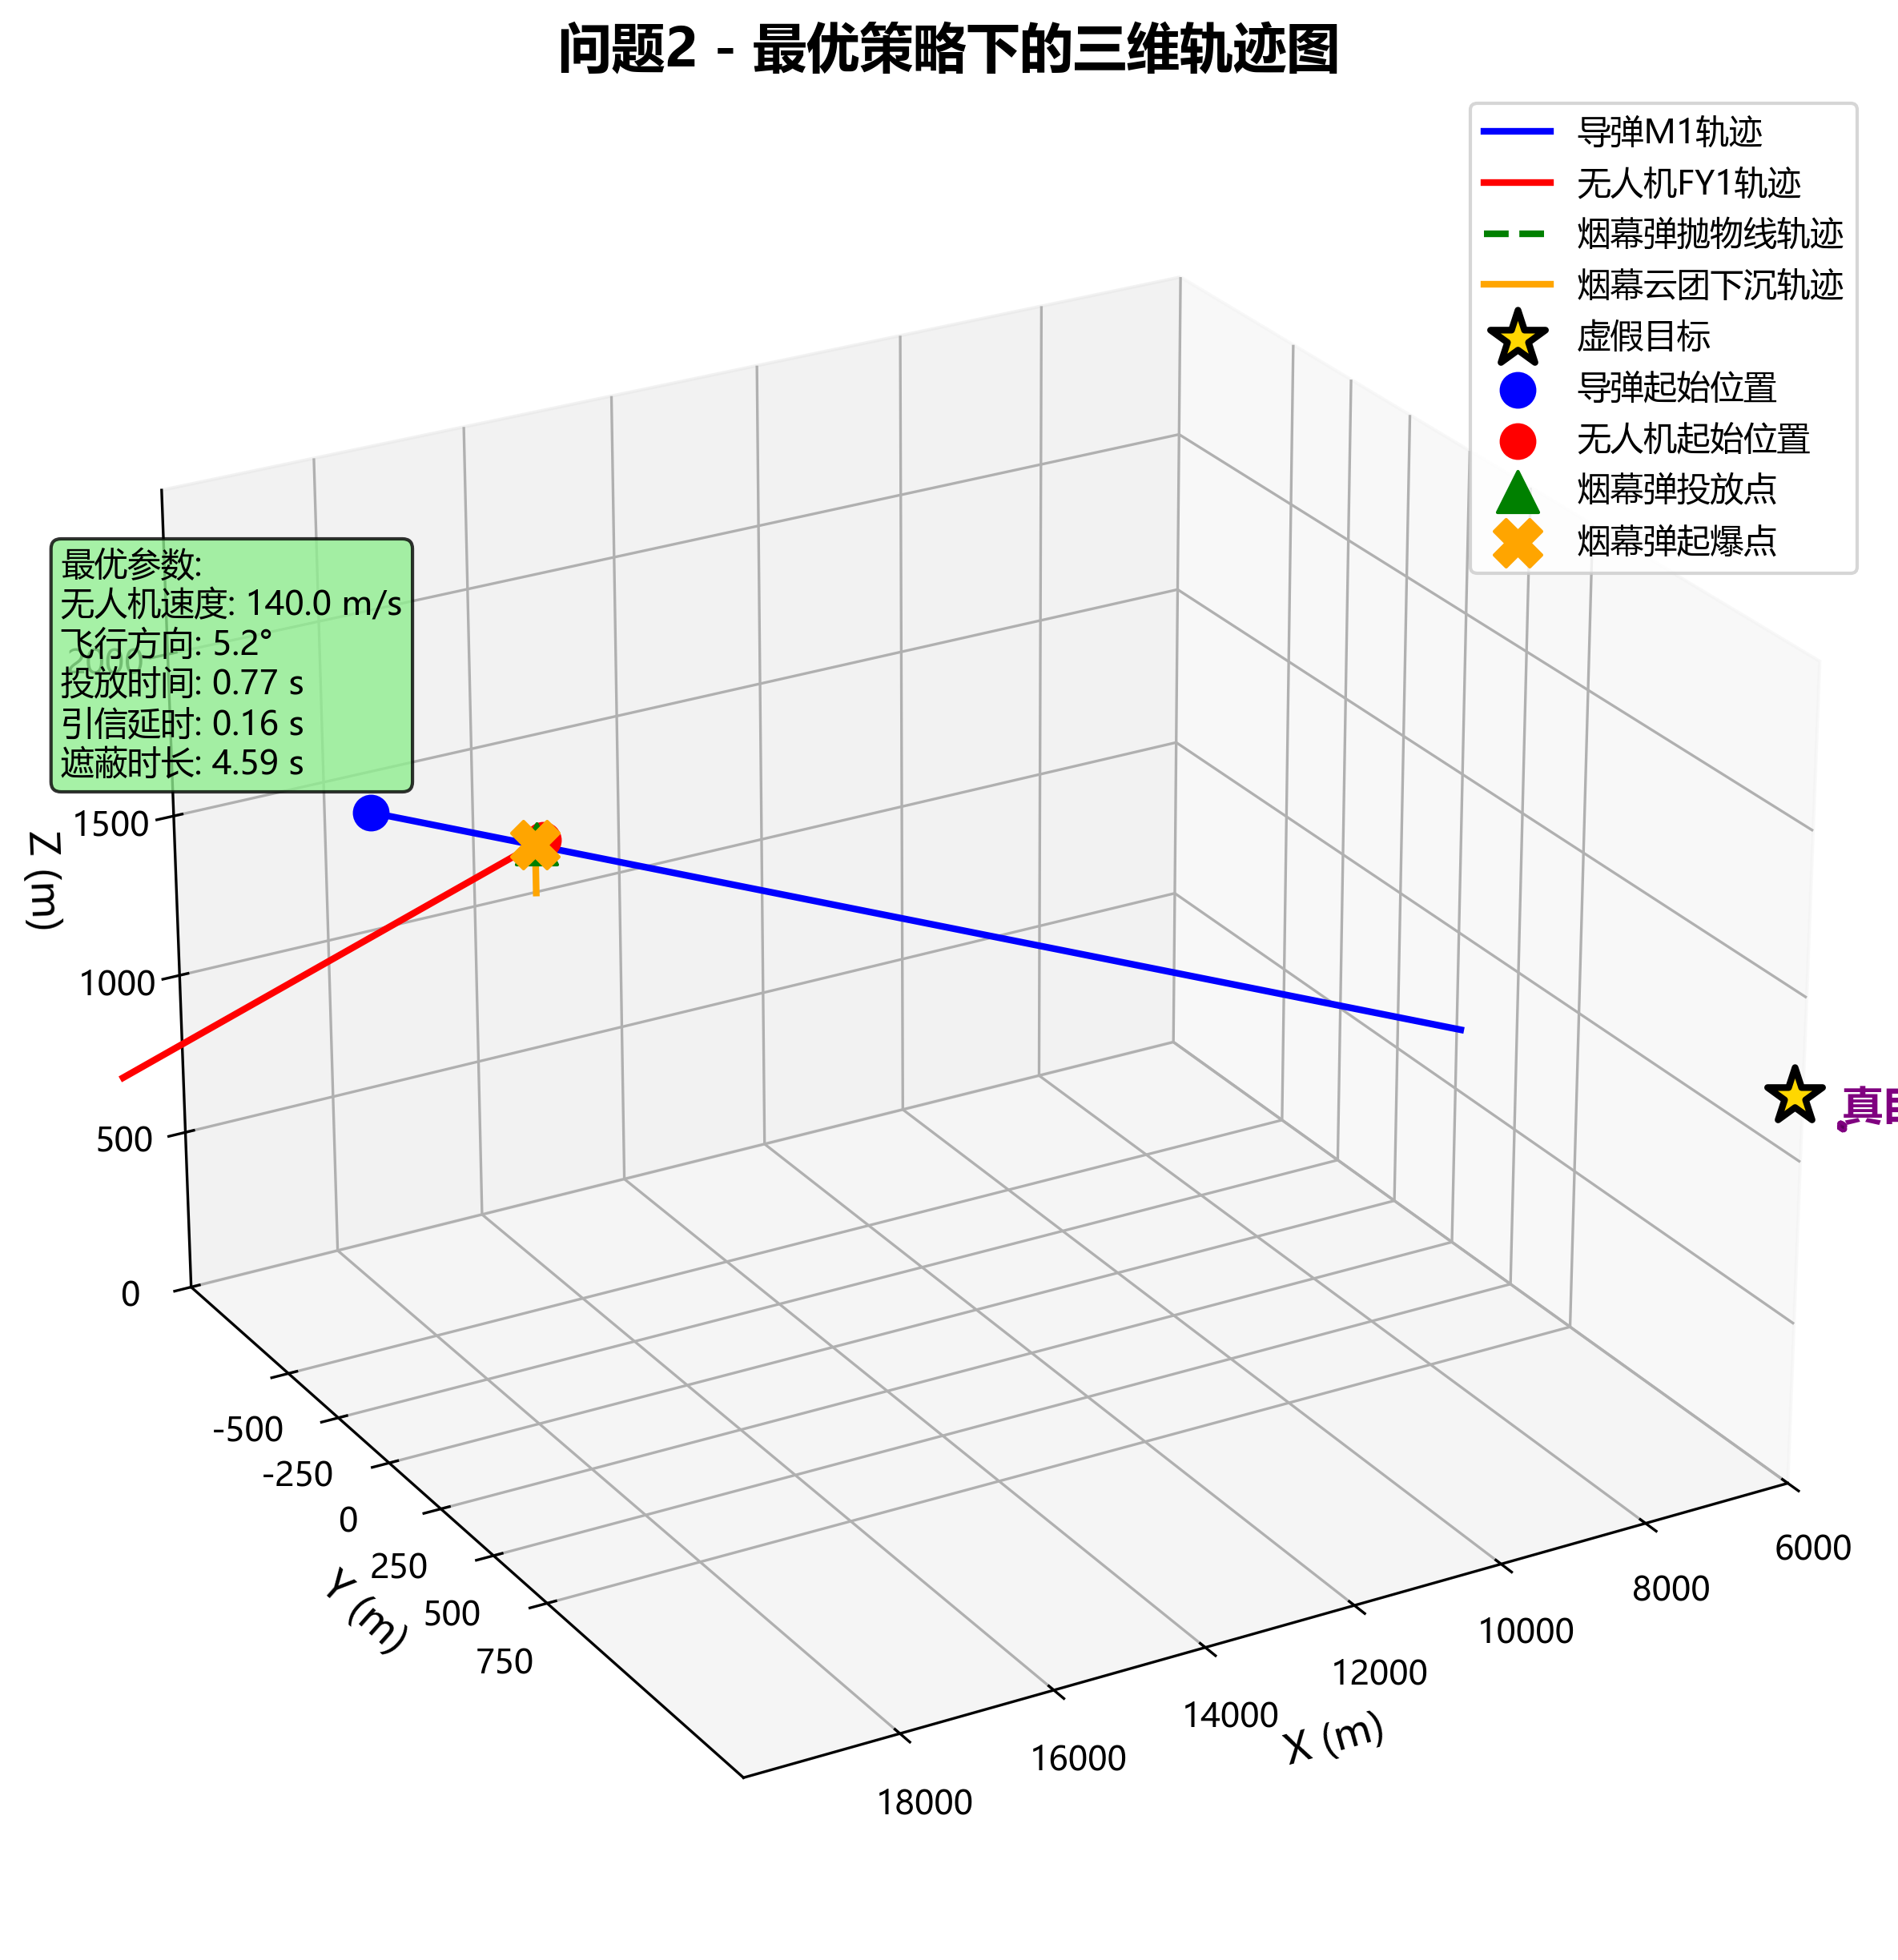 问题2 - 最优策略下的三维轨迹图
导弹M1轨迹
无人机FY1轨迹
烟幕弹抛物线轨迹
烟幕云团下沉轨迹
虚假目标
导弹起始位置
无人机起始位置
烟幕弹投放点
烟幕弹起爆点
最优参数:
无人机速度: 140.0 m/s
飞行方向: 5.2°
投放时间: 0.77 s
引信延时: 0.16 s
遮蔽时长: 4.59 s
2000
1500
1000
500
0
Z (m)
真
-500
-250
0
250
500
750
Y (m)
18000
16000
14000
12000
10000
8000
6000
X (m)